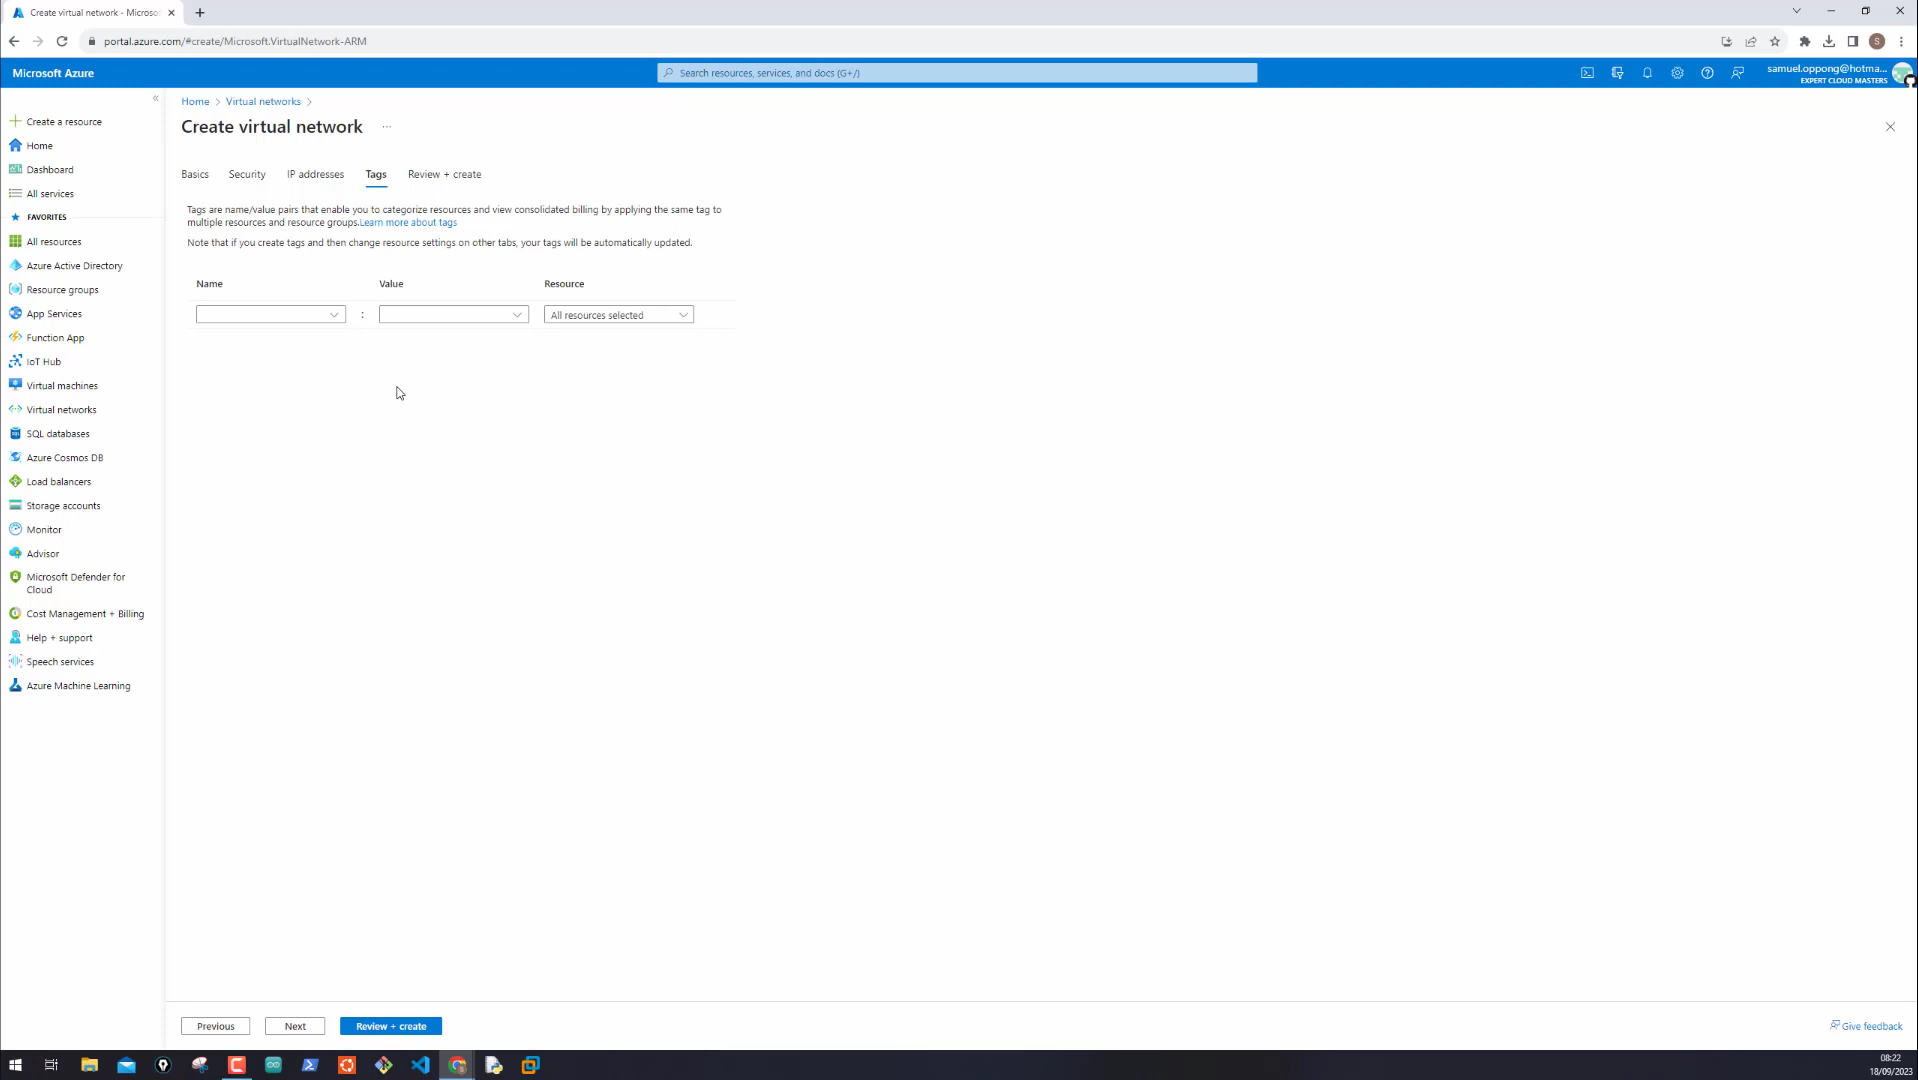 Create virtual network - Microso
portal.azure.com/#create/Microsoft.VirtualNetwork-ARM
S
Microsoft Azure
Search resources, services, and docs (G+/)
samuel.oppong@hotma...
EXPERT CLOUD MASTERS
Create a resource
Home
Dashboard
All services
FAVORITES
All resources
Azure Active Directory
Resource groups
App Services
Function App
IoT Hub
Virtual machines
Virtual networks
SQL databases
Azure Cosmos DB
Load balancers
Storage accounts
Monitor
Advisor
Microsoft Defender for
Cloud
Cost Management + Billing
Help + support
Speech services
Azure Machine Learning
Home > Virtual networks >
Create virtual network ...
Basics Security IP addresses Tags Review + create
Tags are name/value pairs that enable you to categorize resources and view consolidated billing by applying the same tag to
multiple resources and resource groups.Learn more about tags
Note that if you create tags and then change resource settings on other tabs, your tags will be automatically updated.
Name Value Resource
: All resources selected
Previous Next Review + create
Give feedback
08:22
18/09/2023